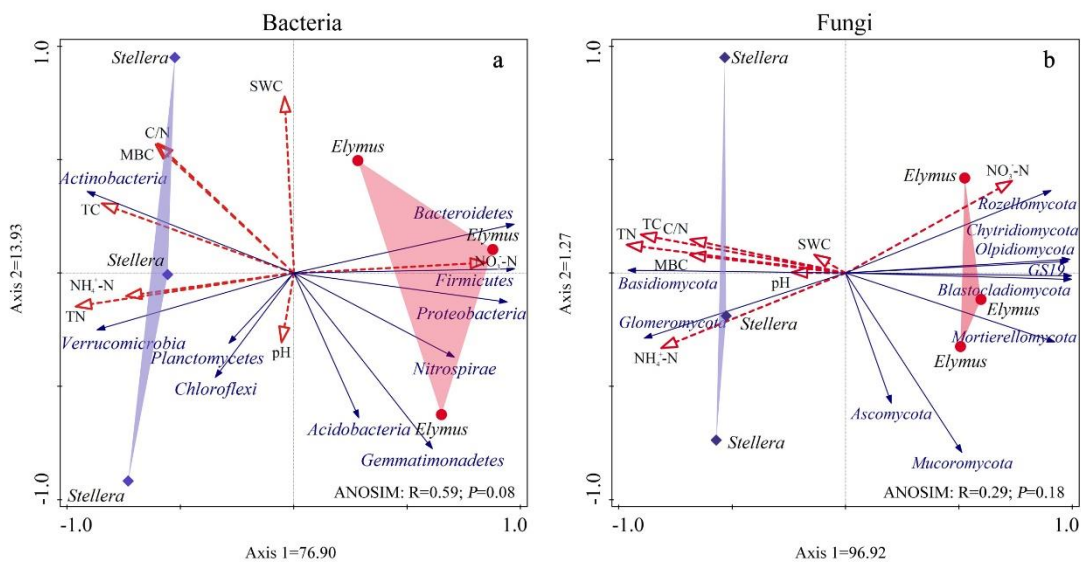 Bacteria
a
1.0
Axis 2=13.93
-1.0
Stellera
SWC
C/N
MBC
Elymus
Actinobacteria
TC
Bacteroidetes
Elymus
Stellera
NO₃⁻-N
Firmicutes
NH₄⁺-N
TN
Proteobacteria
Verrucomicrobia
Planctomycetes
pH
Nitrospirae
Chloroflexi
Acidobacteria
Elymus
Gemmatimonadetes
Stellera
ANOSIM: R=0.59; P=0.08
-1.0
1.0
Axis 1=76.90
Fungi
b
1.0
Axis 2=1.27
-1.0
Stellera
NO₃⁻-N
Elymus
Rozellomycota
TC
C/N
TN
Chytridiomycota
SWC
Olpidiomycota
MBC
GS19
pH
Basidiomycota
Blastocladiomycota
Glomeromycota
Stellera
Elymus
Mortierellomycota
NH₄⁺-N
Elymus
Ascomycota
Stellera
Mucoromycota
ANOSIM: R=0.29; P=0.18
-1.0
1.0
Axis 1=96.92